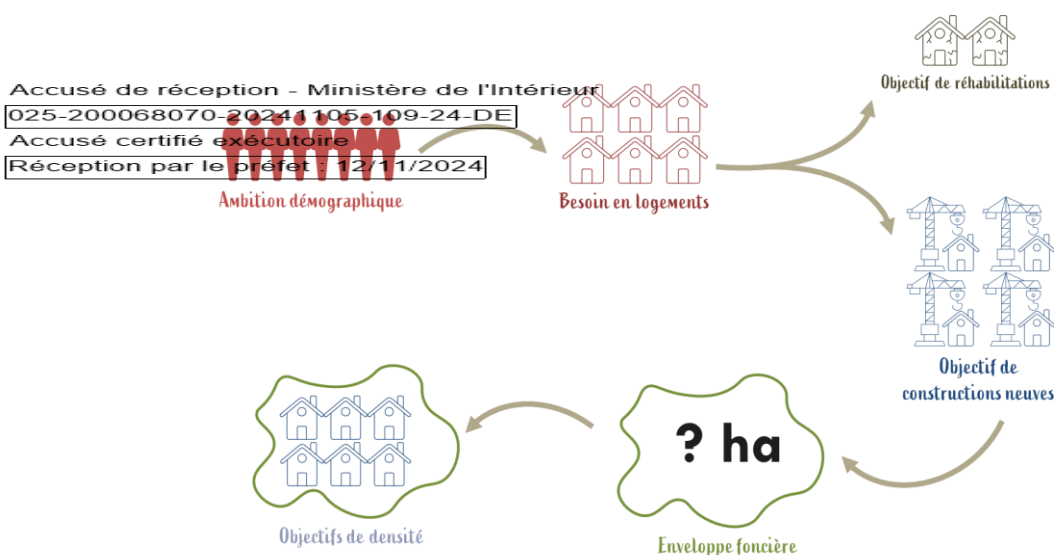 Objectif de réhabilitations
Accusé de réception - Ministère de l'Intérieur
025-200068070-20241105-109-24-DE
Accusé certifié exécutoire
Réception par le préfet : 12/11/2024
Ambition démographique
Besoin en logements
Objectif de
constructions neuves
? ha
Objectifs de densité
Enveloppe foncière